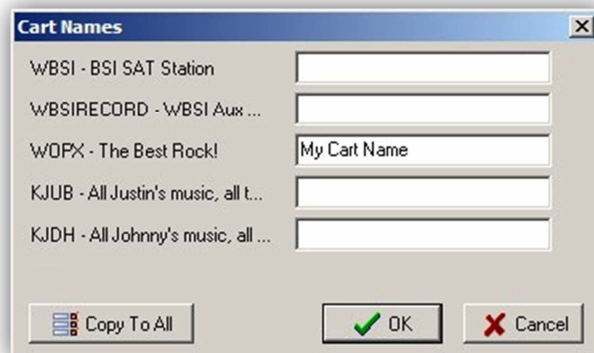 Cart Names
WBSI - BSI SAT Station
WBSIRECORD - WBSI Aux ...
WOPX - The Best Rock! My Cart Name
KJUB - All Justin's music, all t...
KJDH - All Johnny's music, all ...
Copy To All OK Cancel